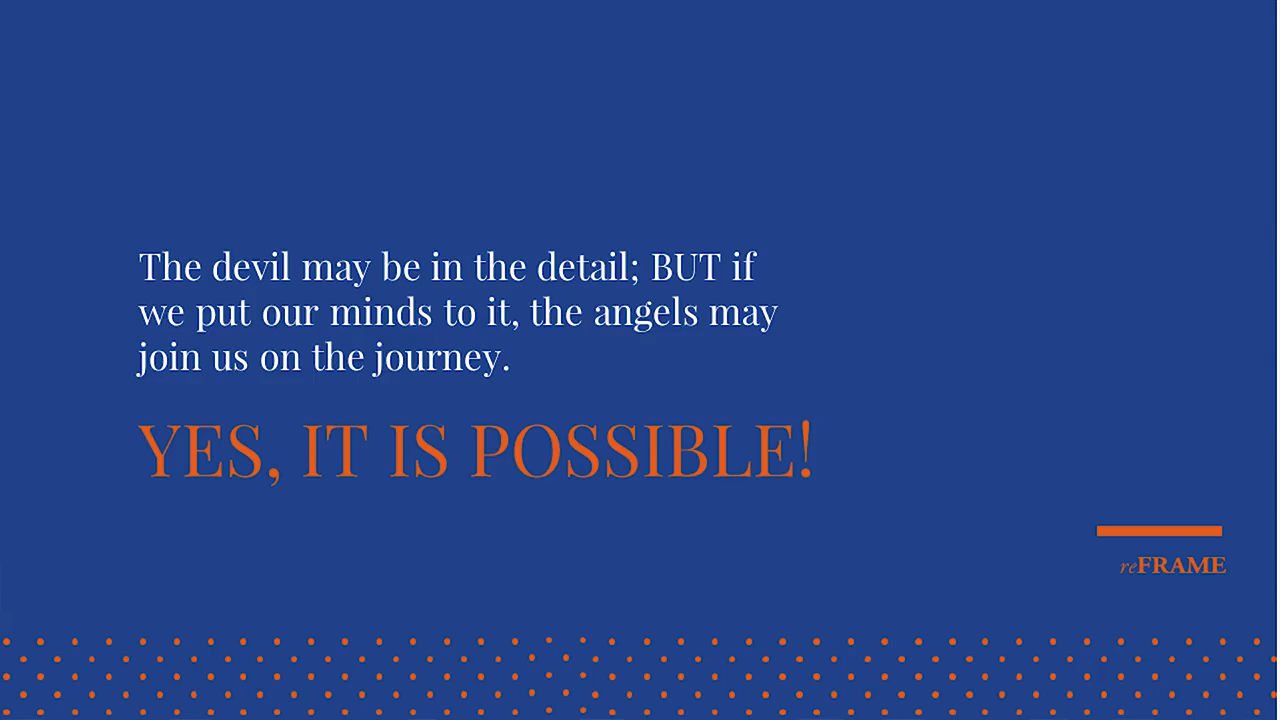 The devil may be in the detail; BUT if
we put our minds to it, the angels may
join us on the journey.
YES, IT IS POSSIBLE!
reFRAME